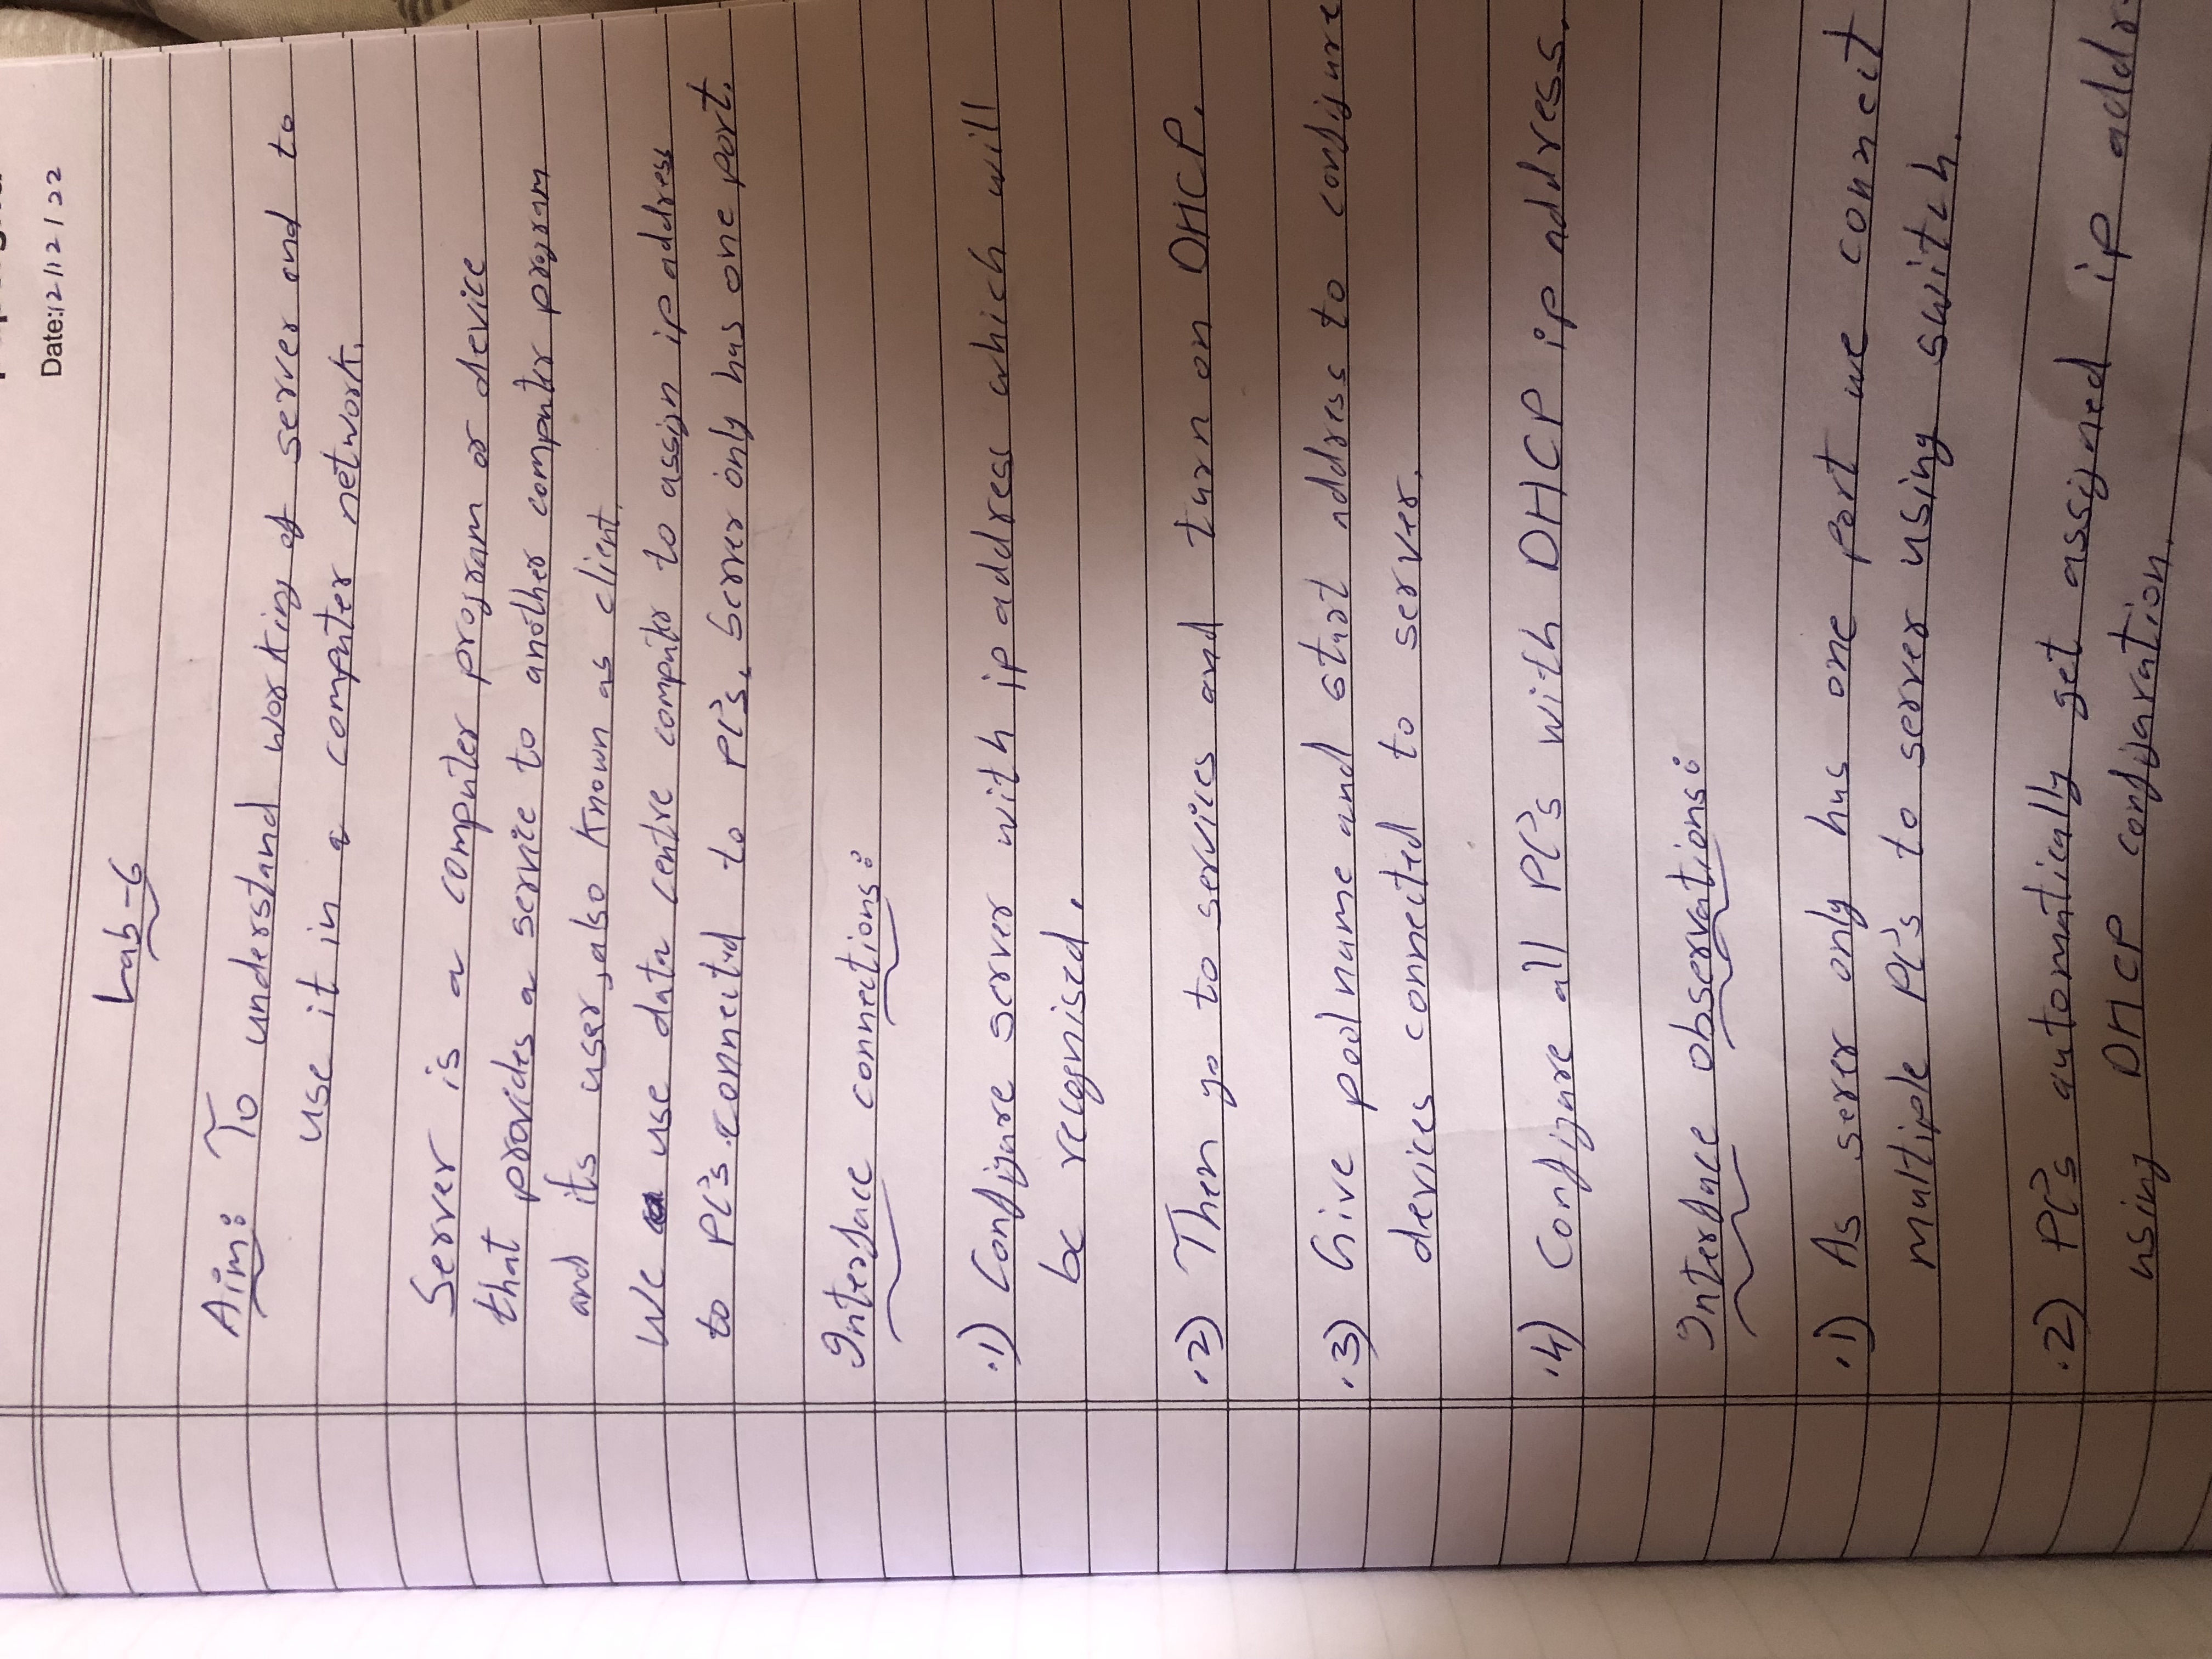 Date: 12/12/22
Lab-6
Aim: To understand working of server and to
use it in a computer network.
Server is a computer program or device
that provides a service to another computer program
and its user, also known as client.
We use data centre computer to assign ip address
to PC's connected to PC's. Server only has one port.
Interface connections:
.1) Configure server with ip address which will
be recognised.
.2) Then go to services and turn on DHCP.
.3) Give pool name and start address to configure
devices connected to server.
.4) Configure all PC's with DHCP ip address.
Interface observations:
.1) As serer only has one port we connect
multiple PC's to server using switch.
.2) PC's automatically get assigned ip addr
using DHCP configaration.